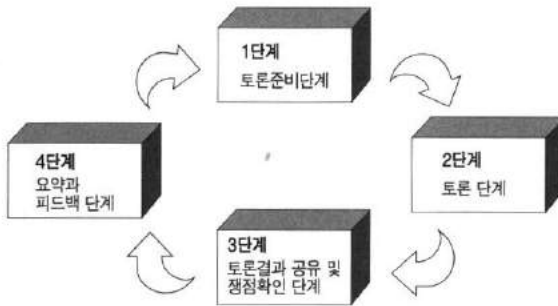 1단계
토론준비단계
2단계
토론 단계
3단계
토론결과 공유 및
쟁점확인 단계
4단계
요약과
피드백 단계